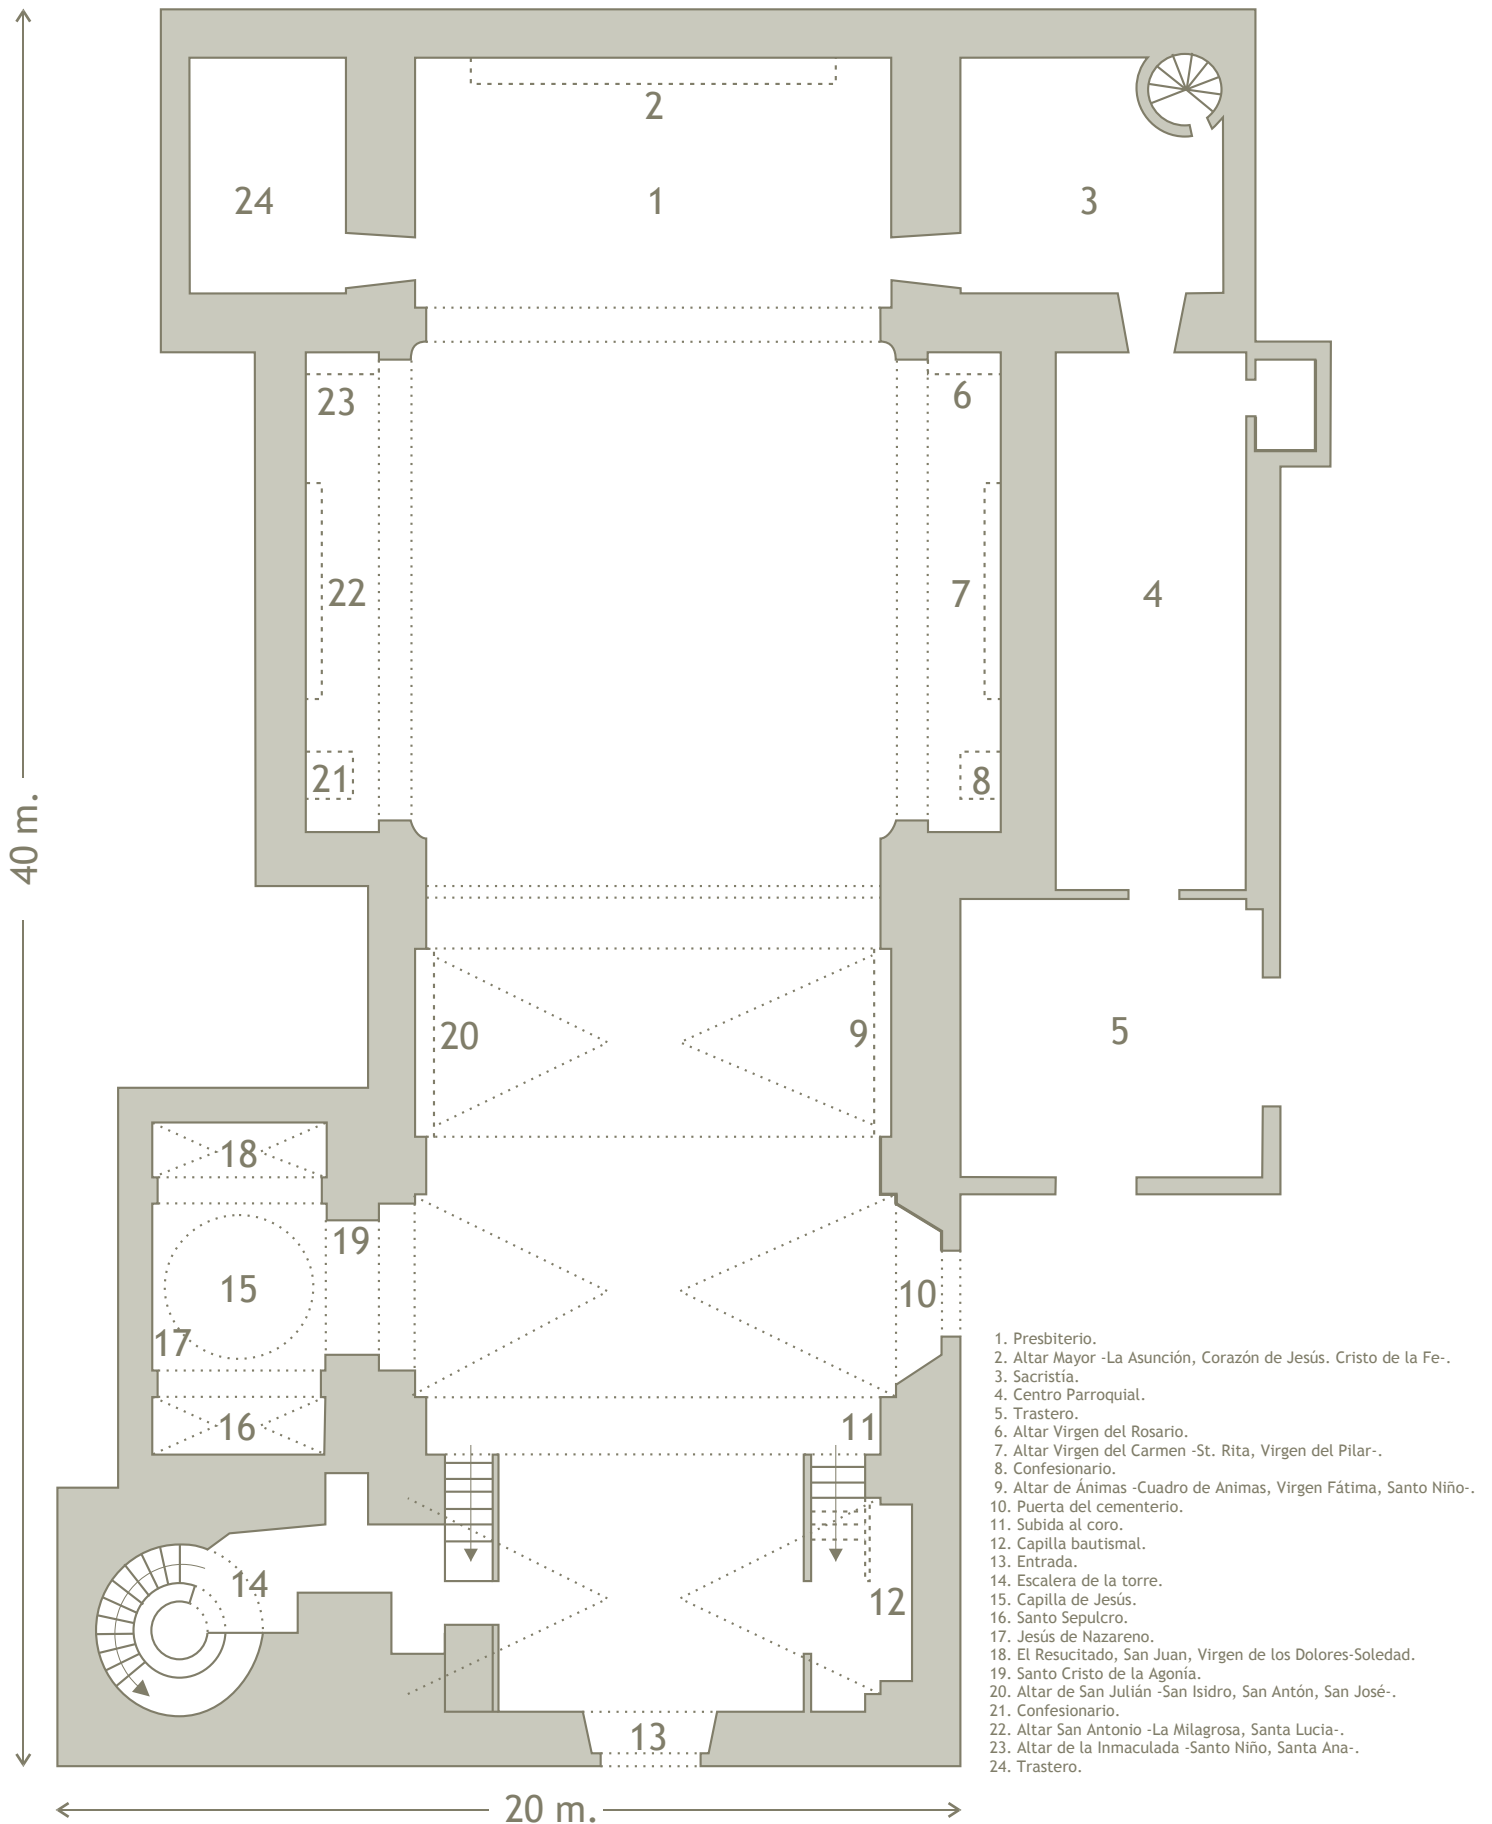 2
24
1
3
23
6
22
7
4
21
8
40 m.
20
9
5
18
19
15
10
17
16
11
14
12
13
20 m.
1. Presbiterio.
2. Altar Mayor -La Asunción, Corazón de Jesús. Cristo de la Fe-.
3. Sacristía.
4. Centro Parroquial.
5. Trastero.
6. Altar Virgen del Rosario.
7. Altar Virgen del Carmen -St. Rita, Virgen del Pilar-.
8. Confesionario.
9. Altar de Ánimas -Cuadro de Animas, Virgen Fátima, Santo Niño-.
10. Puerta del cementerio.
11. Subida al coro.
12. Capilla bautismal.
13. Entrada.
14. Escalera de la torre.
15. Capilla de Jesús.
16. Santo Sepulcro.
17. Jesús de Nazareno.
18. El Resucitado, San Juan, Virgen de los Dolores-Soledad.
19. Santo Cristo de la Agonía.
20. Altar de San Julián -San Isidro, San Antón, San José-.
21. Confesionario.
22. Altar San Antonio -La Milagrosa, Santa Lucia-.
23. Altar de la Inmaculada -Santo Niño, Santa Ana-.
24. Trastero.